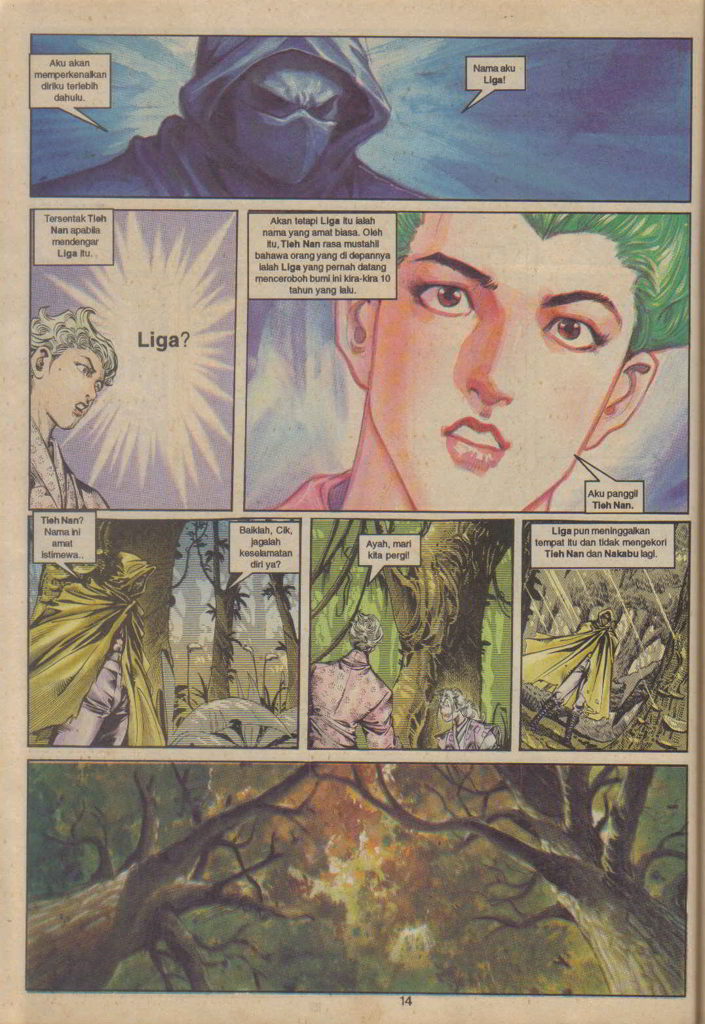 Aku akan
memperkenalkan
diriku terlebih
dahulu.
Nama aku
Liga!
Tersentak Tieh
Nan apabila
mendengar
Liga itu. .
Liga?
Akan tetapi Liga itu ialah
nama yang amat biasa. Oleh
itu, Tieh Nan rasa mustahil
bahawa orang yang di depannya
ialah Liga yang pernah datang
menceroboh bumi ini kira-kira 10
tahun yang lalu.
Aku panggil
Tieh Nan.
Tieh Nan?
Nama ini
amat
istimewa..
Baiklah, Cik,
jagalah
keselamatan
diri ya?
Ayah, mari
kita pergi!
Liga pun meninggalkan
tempat itu dan tidak mengekori
Tieh Nan dan Nakabu lagi.
14